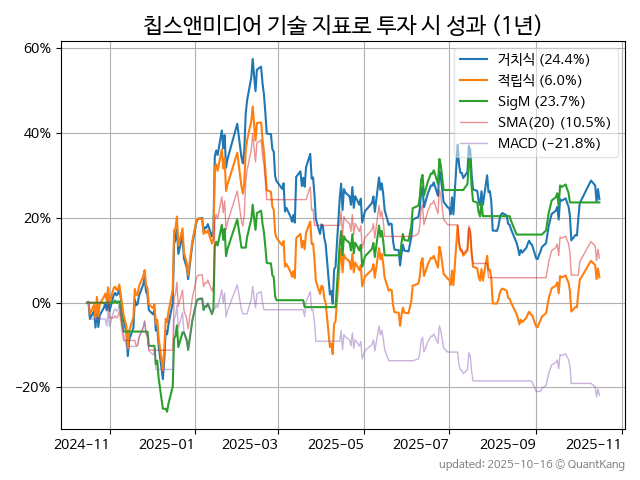 칩스앤미디어 기술 지표로 투자 시 성과 (1년)
거치식 (24.4%)
적립식 (6.0%)
SigM (23.7%)
SMA(20) (10.5%)
MACD (−21.8%)
60%
40%
20%
0%
−20%
2024-11 2025-01 2025-03 2025-05 2025-07 2025-09 2025-11
updated: 2025-10-16 © QuantKang